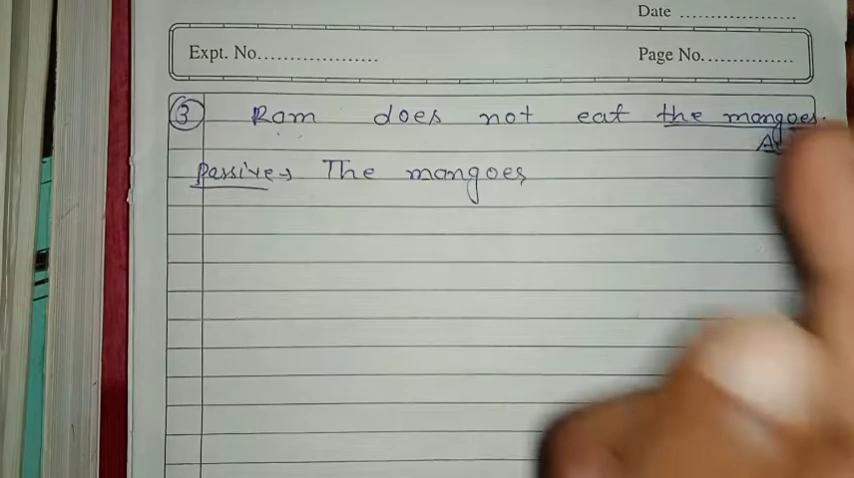 Date ....................
Expt. No.................... Page No...............
3 Ram does not eat the mangoes.
Passive→ The mangoes